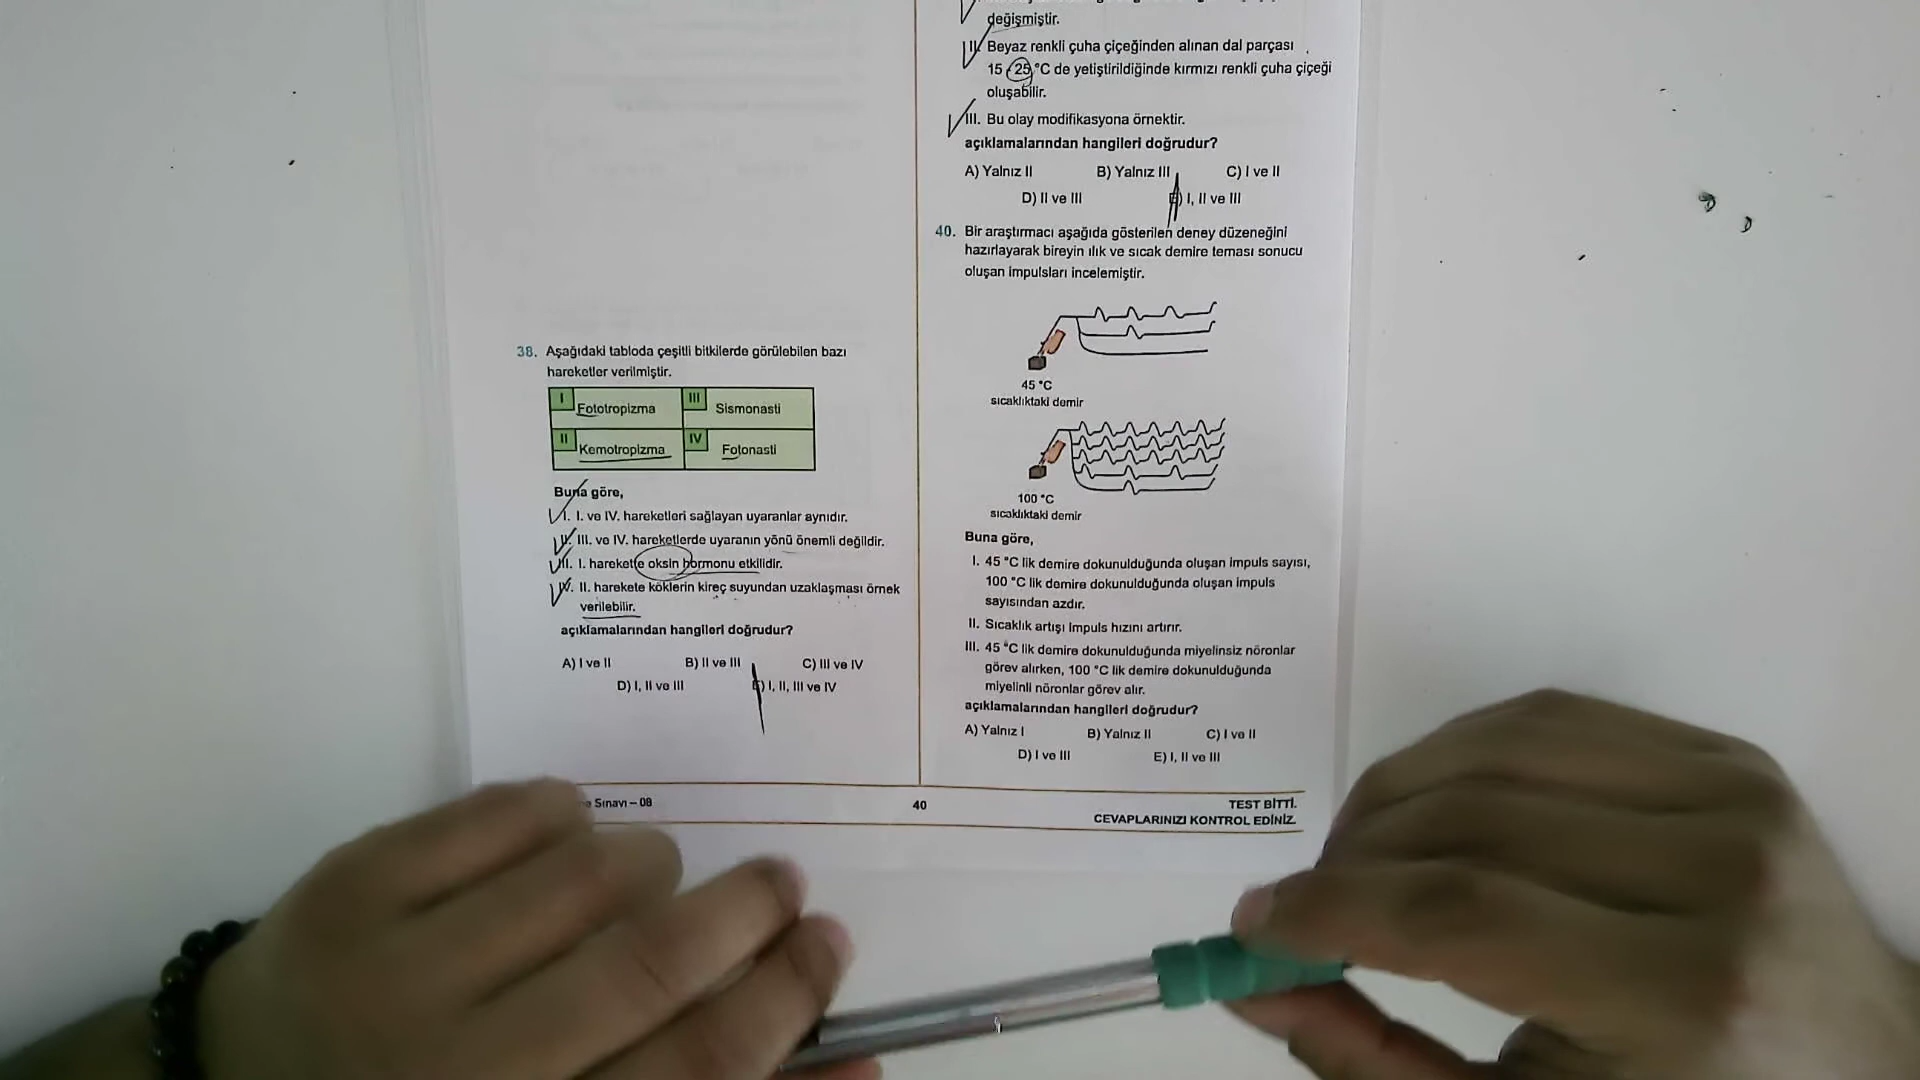 38. Aşağıdaki tabloda çeşitli bitkilerde görülebilen bazı
hareketler verilmiştir.
I Fototropizma
III Sismonasti
II Kemotropizma
IV Fotonasti
Buna göre,
I. I. ve IV. hareketleri sağlayan uyaranlar aynıdır.
II. III. ve IV. hareketlerde uyaranın yönü önemli değildir.
III. I. harekette oksin hormonu etkilidir.
IV. II. harekete köklerin kireç suyundan uzaklaşması örnek
verilebilir.
açıklamalarından hangileri doğrudur?
A) I ve II B) II ve III C) III ve IV
D) I, II ve III E) I, II, III ve IV
değişmiştir.
II. Beyaz renkli çuha çiçeğinden alınan dal parçası
15 - 25 °C de yetiştirildiğinde kırmızı renkli çuha çiçeği
oluşabilir.
III. Bu olay modifikasyona örnektir.
açıklamalarından hangileri doğrudur?
A) Yalnız II B) Yalnız III C) I ve II
D) II ve III E) I, II ve III
40. Bir araştırmacı aşağıda gösterilen deney düzeneğini
hazırlayarak bireyin ılık ve sıcak demire teması sonucu
oluşan impulsları incelemiştir.
45 °C
sıcaklıktaki demir
100 °C
sıcaklıktaki demir
Buna göre,
I. 45 °C lik demire dokunulduğunda oluşan impuls sayısı,
100 °C lik demire dokunulduğunda oluşan impuls
sayısından azdır.
II. Sıcaklık artışı impuls hızını artırır.
III. 45 °C lik demire dokunulduğunda miyelinsiz nöronlar
görev alırken, 100 °C lik demire dokunulduğunda
miyelinli nöronlar görev alır.
açıklamalarından hangileri doğrudur?
A) Yalnız I B) Yalnız II C) I ve II
D) I ve III E) I, II ve III
Sınavı – 08
40
TEST BİTTİ.
CEVAPLARINIZI KONTROL EDİNİZ.